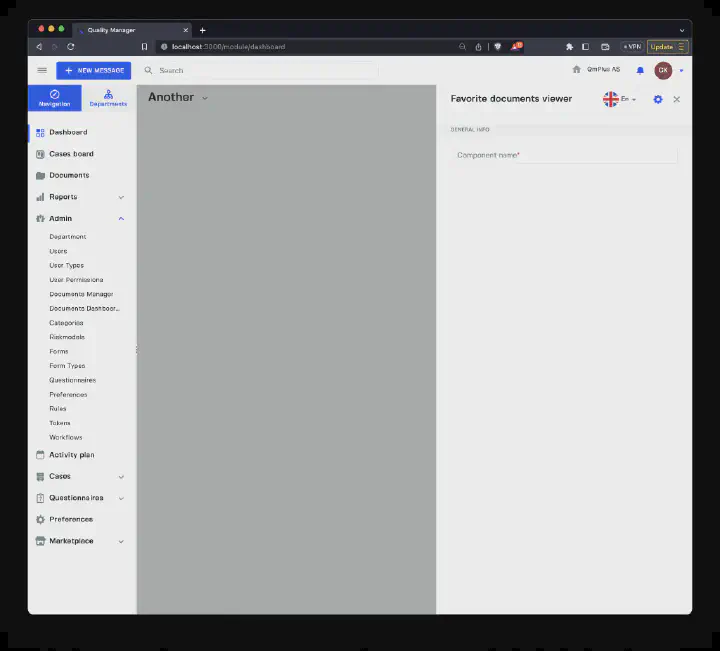 Quality Manager
localhost:3000/module/dashboard
VPN
Update
NEW MESSAGE
Search
QmPlus AS
Navigation
Departments
Another
Favorite documents viewer
En
GENERAL INFO
Component name*
Dashboard
Cases board
Documents
Reports
Admin
Department
Users
User Types
User Permissions
Documents Manager
Documents Dashboar...
Categories
Riskmodels
Forms
Form Types
Questionnaires
Preferences
Rules
Tokens
Workflows
Activity plan
Cases
Questionnaires
Preferences
Marketplace